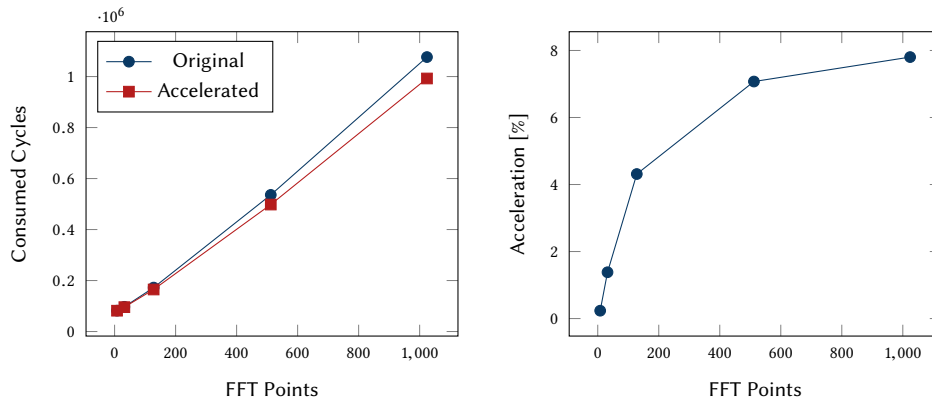 ·10⁶
1
0.8
0.6
0.4
0.2
0
0 200 400 600 800 1,000
Consumed Cycles
FFT Points
Original
Accelerated
8
6
4
2
0
0 200 400 600 800 1,000
Acceleration [%]
FFT Points